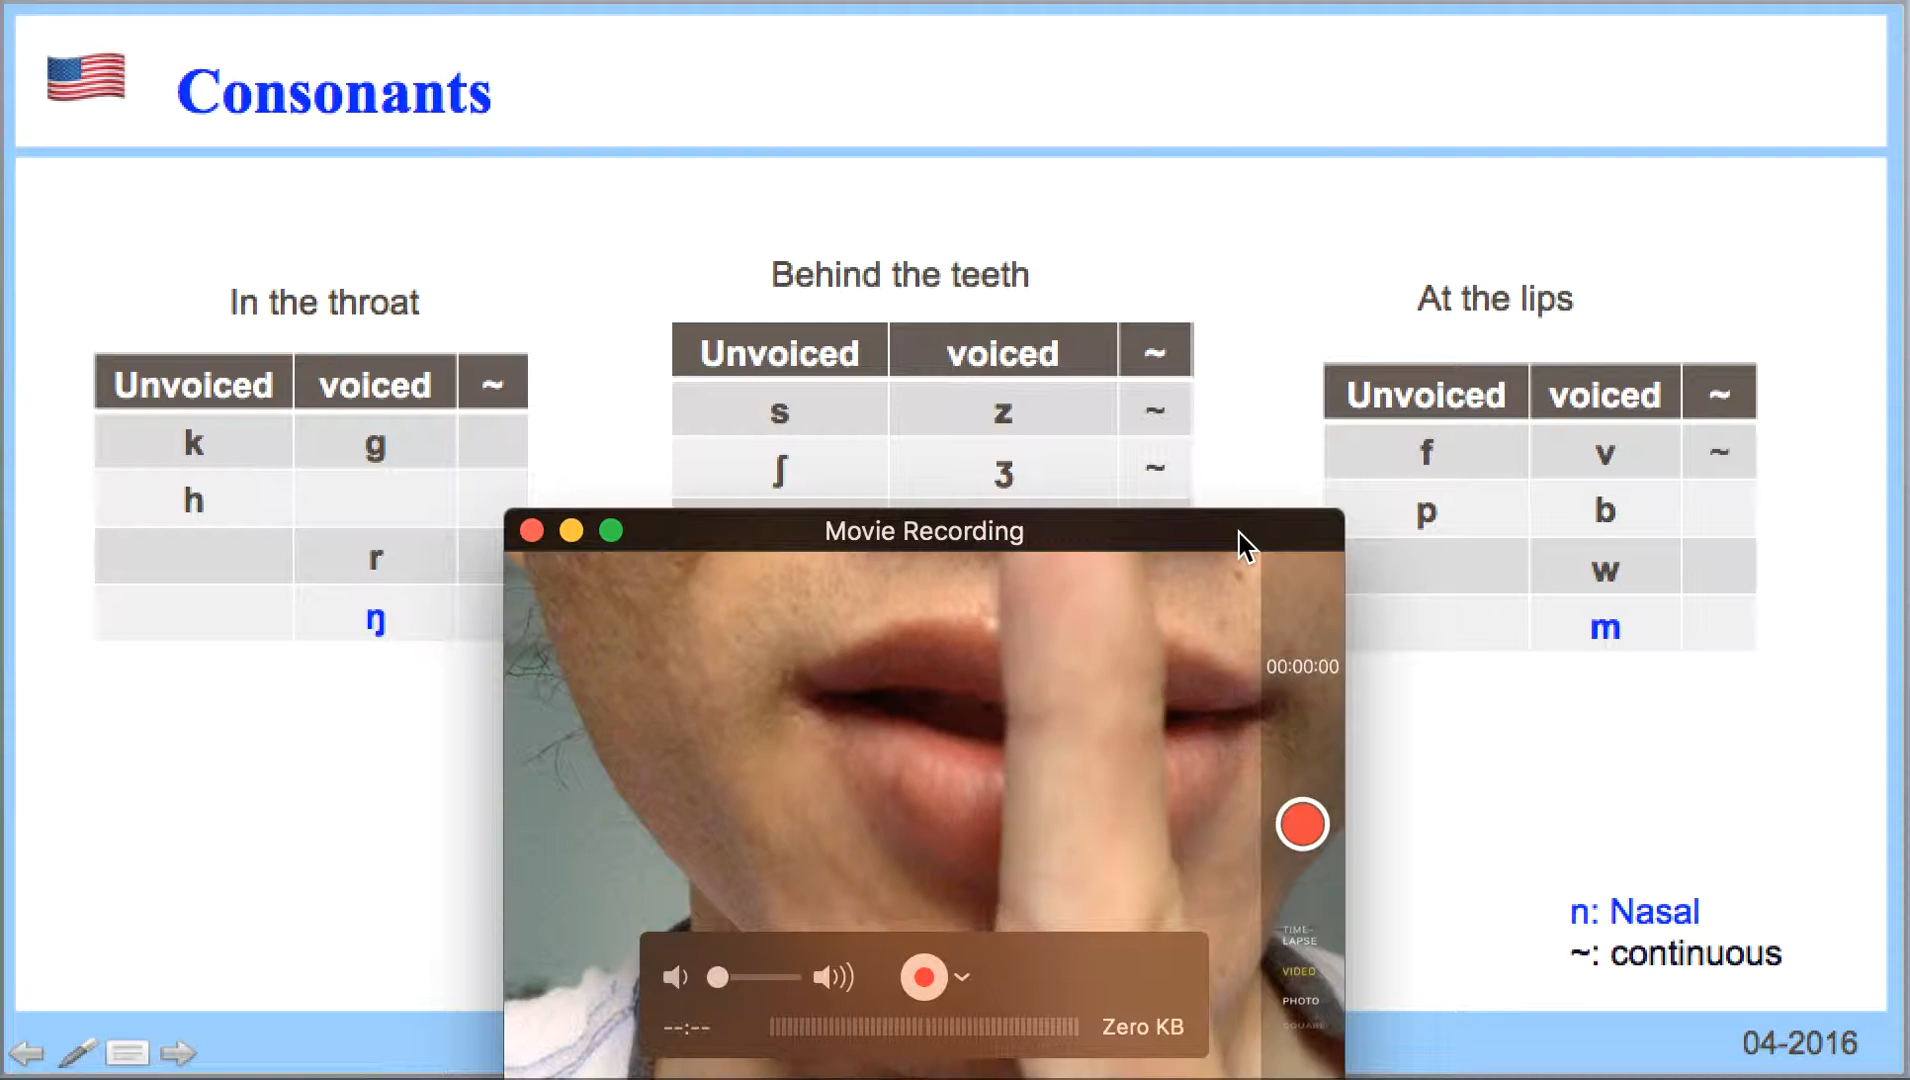 Consonants
In the throat
Unvoiced voiced ~
k g
h
r
ŋ
Behind the teeth
Unvoiced voiced ~
s z ~
ʃ ʒ ~
At the lips
Unvoiced voiced ~
f v ~
p b
w
m
Movie Recording
00:00:00
TIME-
LAPSE
VIDEO
PHOTO
SQUARE
--:--
Zero KB
n: Nasal
~: continuous
04-2016